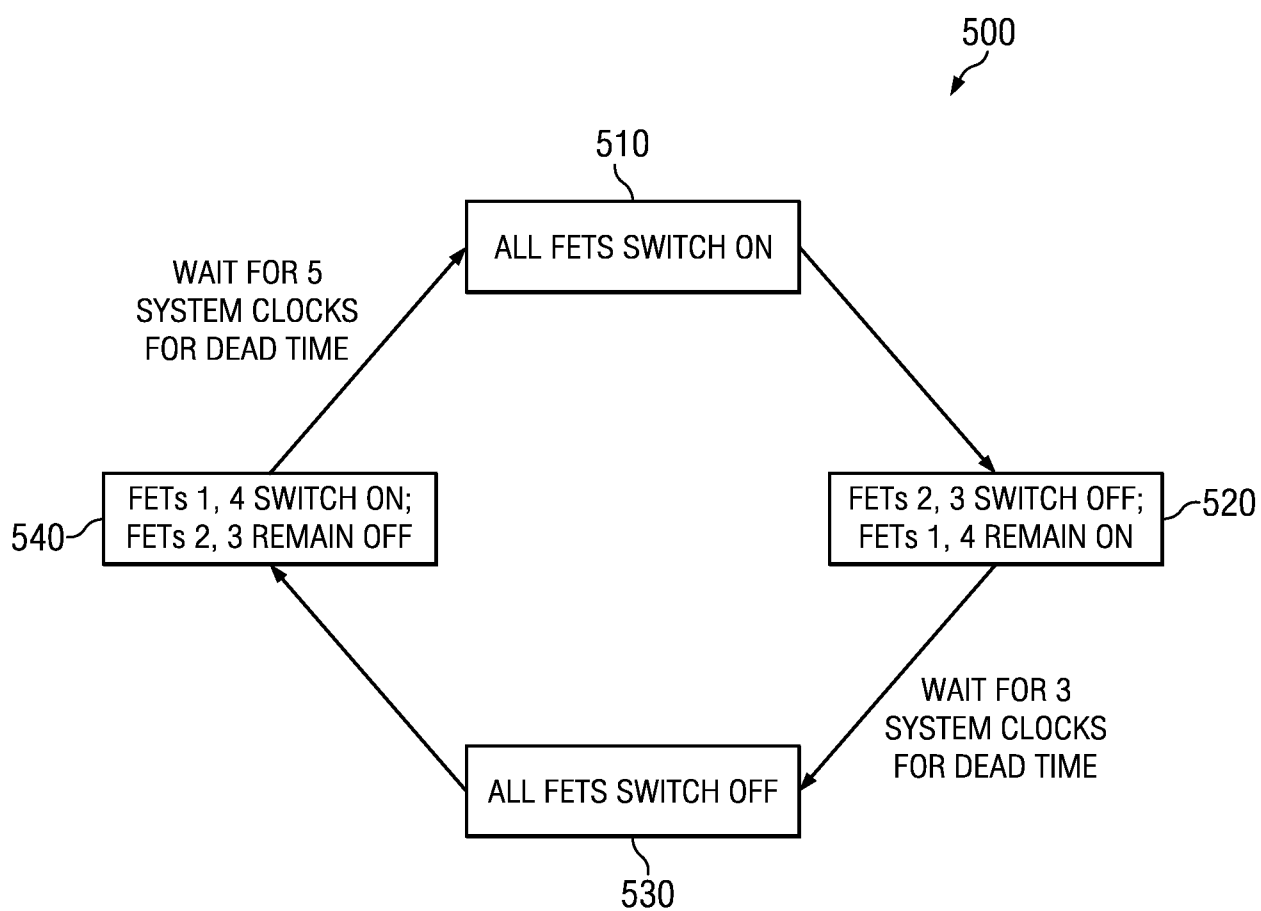 500
510
ALL FETS SWITCH ON
WAIT FOR 5
SYSTEM CLOCKS
FOR DEAD TIME
540
FETs 1, 4 SWITCH ON;
FETs 2, 3 REMAIN OFF
FETs 2, 3 SWITCH OFF;
FETs 1, 4 REMAIN ON
520
WAIT FOR 3
SYSTEM CLOCKS
FOR DEAD TIME
ALL FETS SWITCH OFF
530